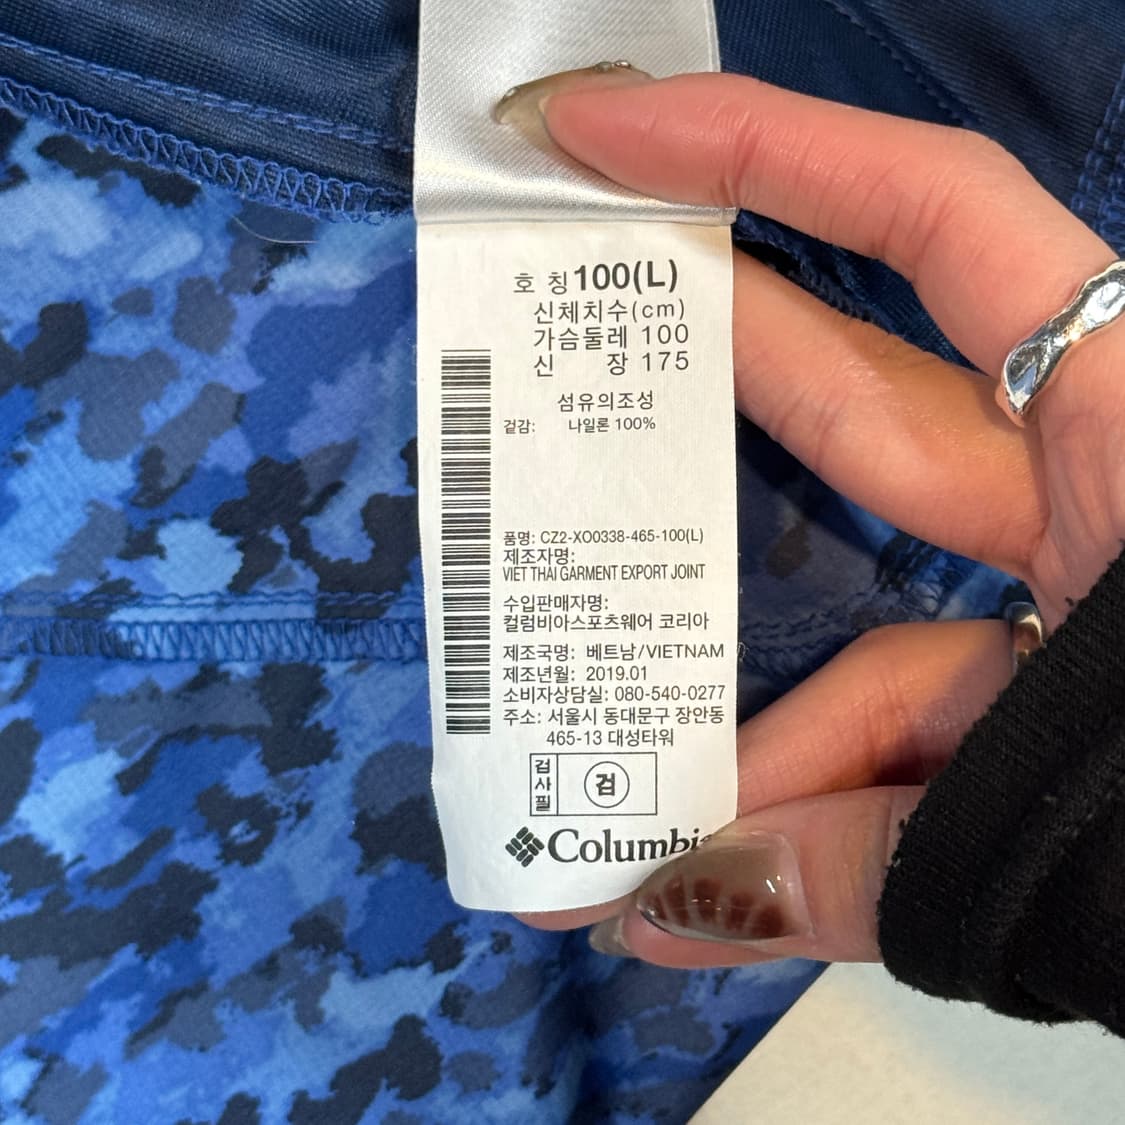 호 칭 100(L)
신체치수(cm)
가슴둘레 100
신 장 175
섬유의조성
겉감: 나일론 100%
품명: CZ2-XO0338-465-100(L)
제조자명:
VIET THAI GARMENT EXPORT JOINT
수입판매자명:
컬럼비아스포츠웨어 코리아
제조국명: 베트남/VIETNAM
제조년월: 2019.01
소비자상담실: 080-540-0277
주소: 서울시 동대문구 장안동
465-13 대성타워
검사필 검
Columbia